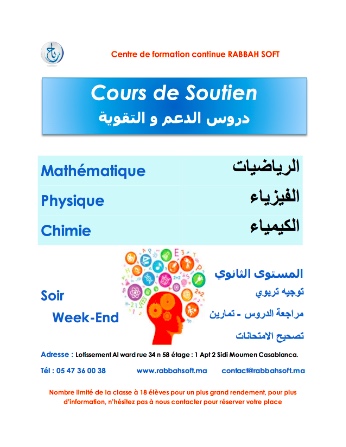 Centre de formation continue RABBAH SOFT
Cours de Soutien
دروس الدعم و التقوية
Mathématique الرياضيات
Physique الفيزياء
Chimie الكيمياء
المستوى الثانوي
توجيه تربوي
Soir
مراجعة الدروس - تمارين
Week-End
تصحيح الامتحانات
Adresse : Lotissement Al ward rue 34 n 58 étage : 1 Apt 2 Sidi Moumen Casablanca.
Tél : 05 47 36 00 38 www.rabbahsoft.ma contact@rabbahsoft.ma
Nombre limité de la classe à 18 élèves pour un plus grand rendement, pour plus
d'information, n'hésitez pas à nous contacter pour réserver votre place